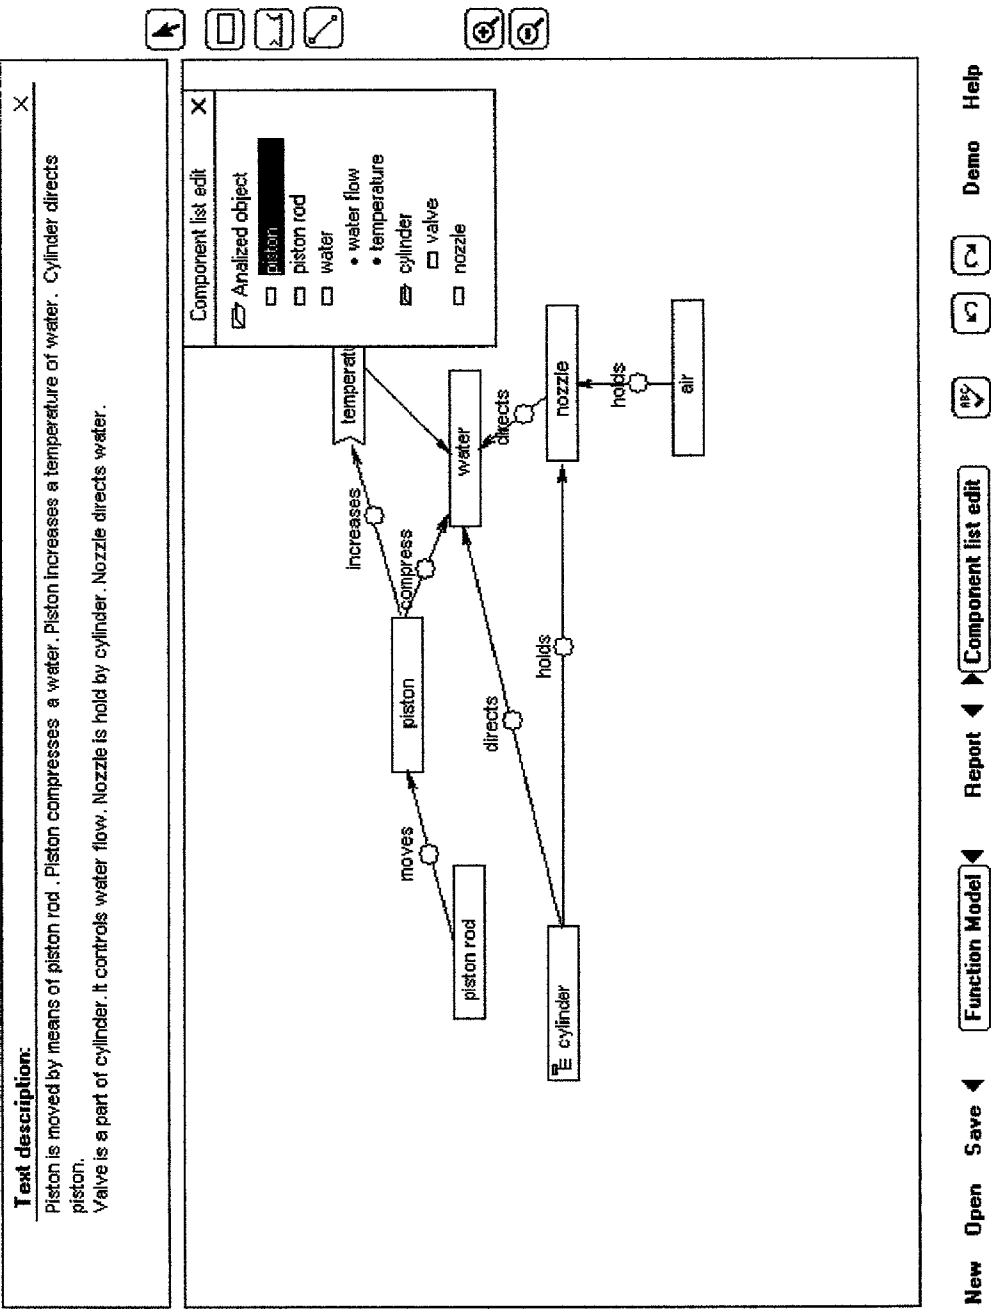 Text description:
Piston is moved by means of piston rod . Piston compresses a water. Piston increases a temperature of water. Cylinder directs
piston.
Valve is a part of cylinder. It controls water flow. Nozzle is hold by cylinder. Nozzle directs water.
Component list edit
Analized object
piston
piston rod
water
• water flow
• temperature
cylinder
valve
nozzle
temperatu
increases
piston
compress
moves
water
piston rod
directs
directs
cylinder
holds
nozzle
holds
air
New Open Save Function Model Report Component list edit ABC Demo Help